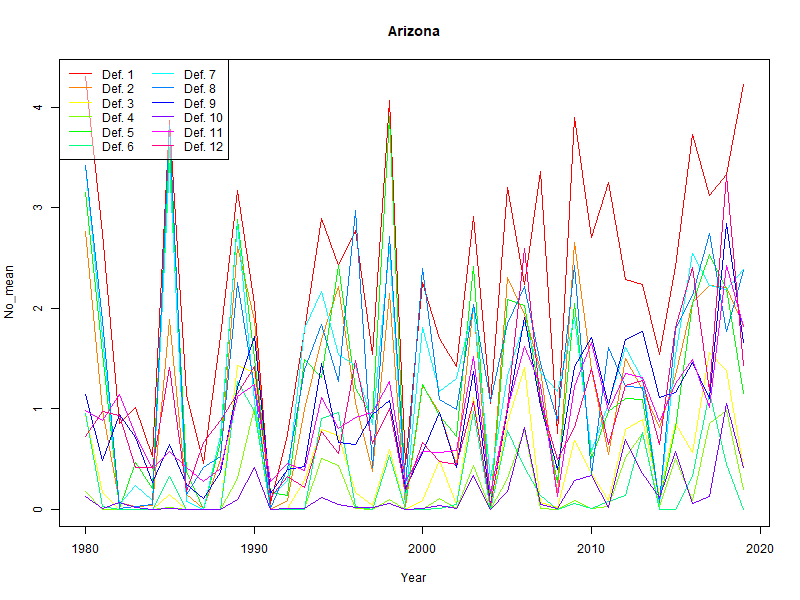 Arizona
Def. 1 Def. 7
Def. 2 Def. 8
Def. 3 Def. 9
Def. 4 Def. 10
Def. 5 Def. 11
Def. 6 Def. 12
No_mean
4
3
2
1
0
1980 1990 2000 2010 2020
Year